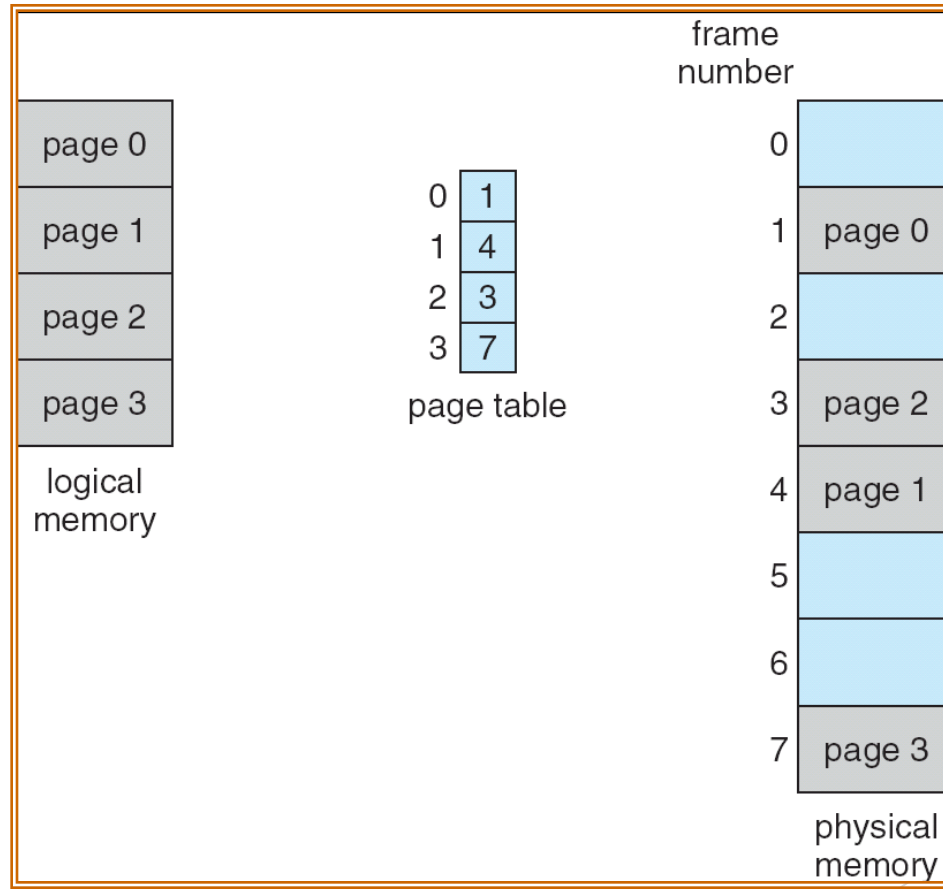 frame
number
page 0
page 1
page 2
page 3
logical
memory
0 1
1 4
2 3
3 7
page table
0
1 page 0
2
3 page 2
4 page 1
5
6
7 page 3
physical
memory